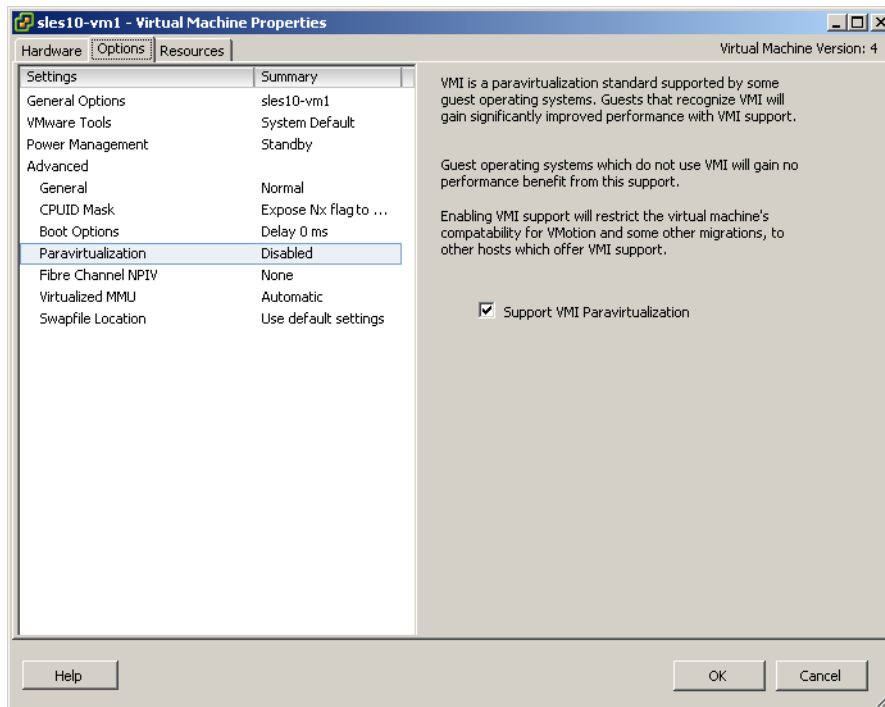 sles10-vm1 - Virtual Machine Properties
Hardware Options Resources Virtual Machine Version: 4
Settings Summary
General Options sles10-vm1
VMware Tools System Default
Power Management Standby
Advanced
General Normal
CPUID Mask Expose Nx flag to ...
Boot Options Delay 0 ms
Paravirtualization Disabled
Fibre Channel NPIV None
Virtualized MMU Automatic
Swapfile Location Use default settings
VMI is a paravirtualization standard supported by some
guest operating systems. Guests that recognize VMI will
gain significantly improved performance with VMI support.
Guest operating systems which do not use VMI will gain no
performance benefit from this support.
Enabling VMI support will restrict the virtual machine's
compatability for VMotion and some other migrations, to
other hosts which offer VMI support.
Support VMI Paravirtualization
Help OK Cancel